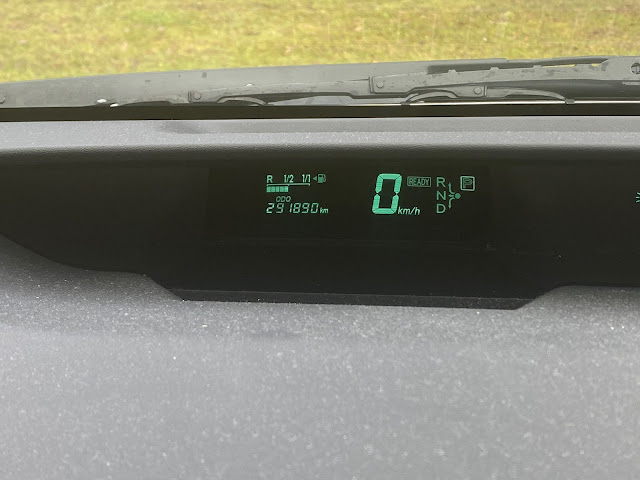 R 1/2 1/1
ODO
291890 km
0 km/h
READY
R
N
D
P